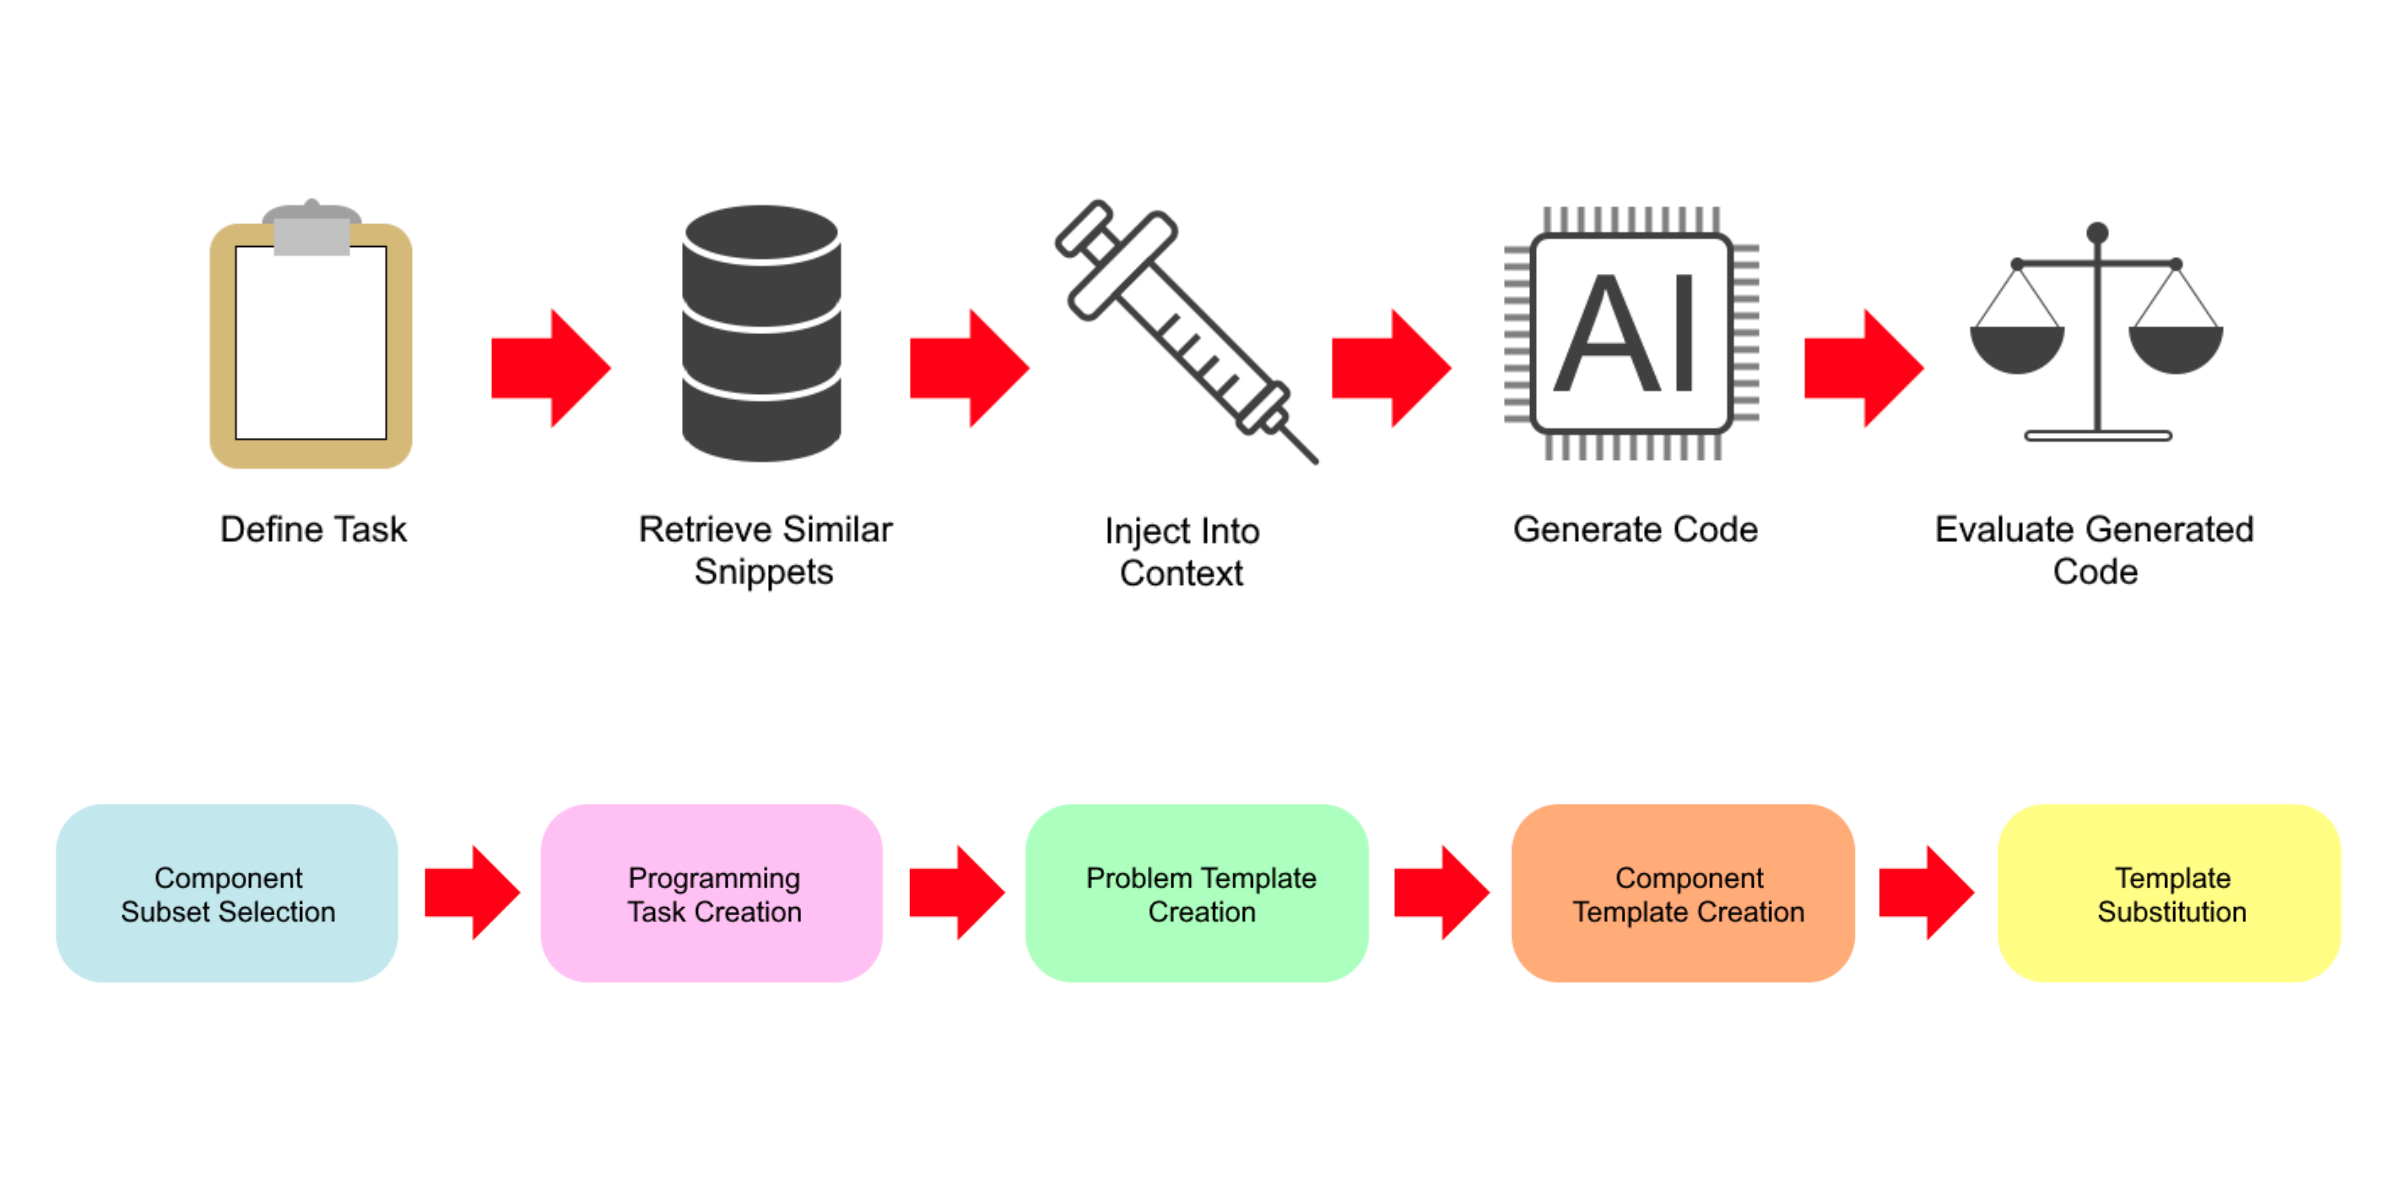 AI
Define Task
Retrieve Similar
Snippets
Inject Into
Context
Generate Code
Evaluate Generated
Code
Component
Subset Selection
Programming
Task Creation
Problem Template
Creation
Component
Template Creation
Template
Substitution